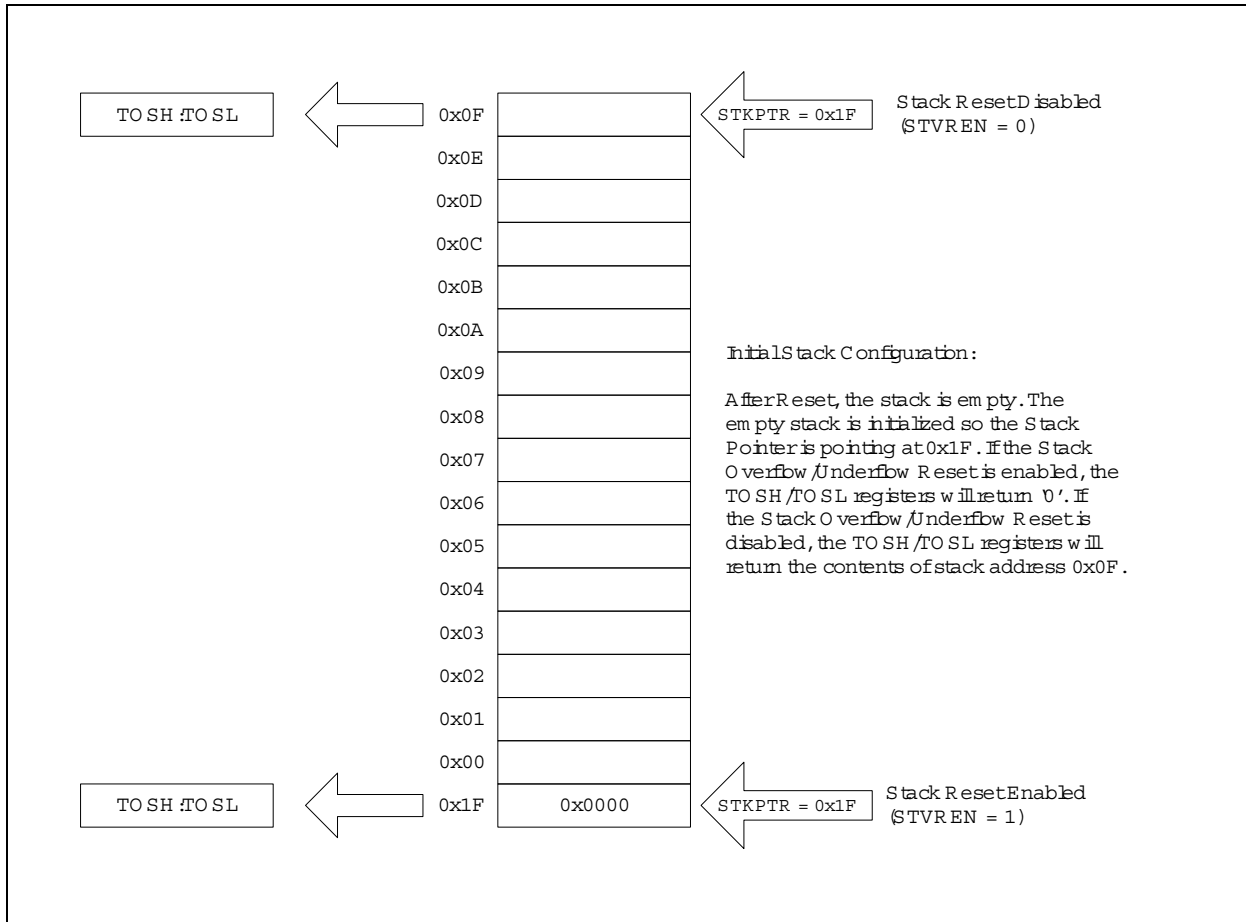 TOSH:TOSL
0x0F
STKPTR = 0x1F
Stack Reset Disabled
(STVREN = 0)
0x0E
0x0D
0x0C
0x0B
0x0A
0x09
0x08
0x07
0x06
0x05
0x04
0x03
0x02
0x01
0x00
Initial Stack Configuration:
After Reset, the stack is empty. The
empty stack is initialized so the Stack
Pointer is pointing at 0x1F. If the Stack
Overflow/Underflow Reset is enabled, the
TOSH/TOSL registers will return '0'. If
the Stack Overflow/Underflow Reset is
disabled, the TOSH/TOSL registers will
return the contents of stack address 0x0F.
TOSH:TOSL
0x1F
0x0000
STKPTR = 0x1F
Stack Reset Enabled
(STVREN = 1)